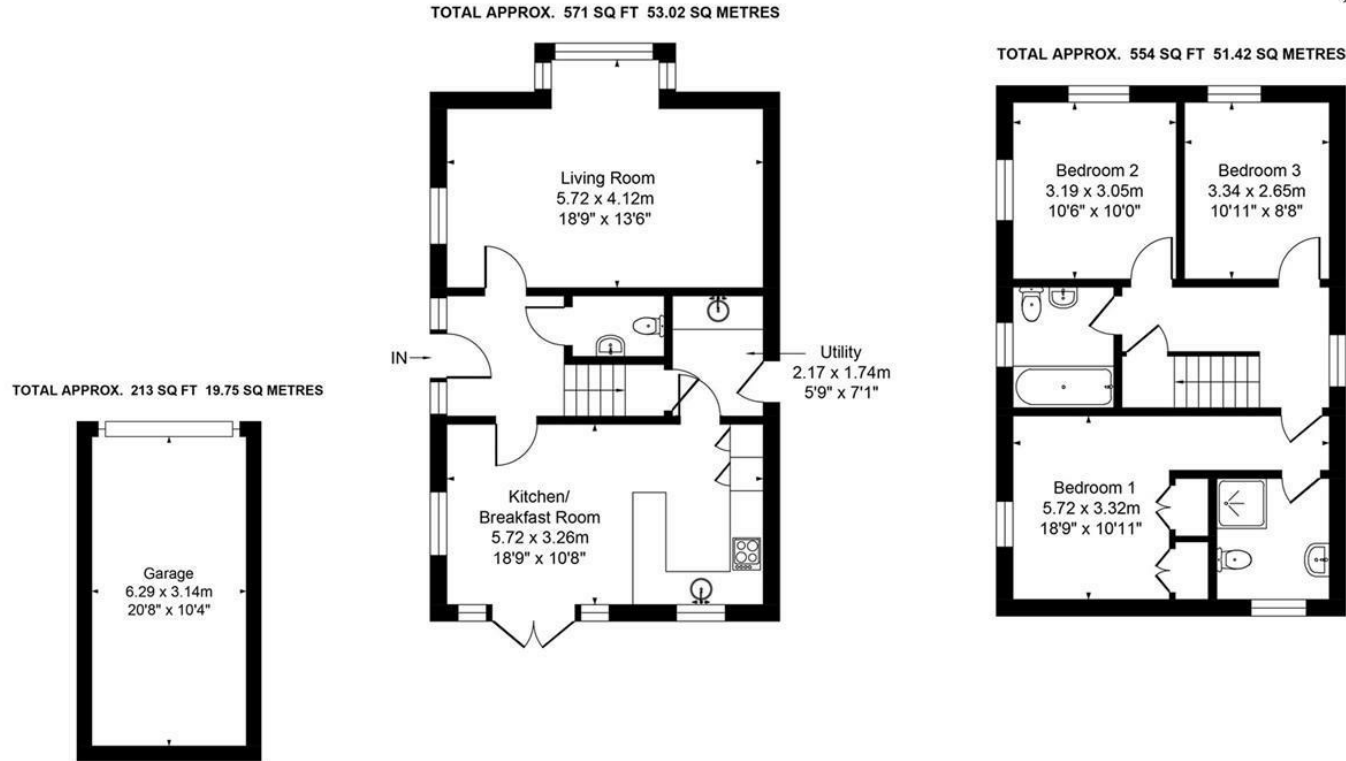 TOTAL APPROX. 571 SQ FT 53.02 SQ METRES
TOTAL APPROX. 554 SQ FT 51.42 SQ METRES
Living Room
5.72 x 4.12m
18'9" x 13'6"
Bedroom 2
3.19 x 3.05m
10'6" x 10'0"
Bedroom 3
3.34 x 2.65m
10'11" x 8'8"
IN
Utility
2.17 x 1.74m
5'9" x 7'1"
TOTAL APPROX. 213 SQ FT 19.75 SQ METRES
Kitchen/
Breakfast Room
5.72 x 3.26m
18'9" x 10'8"
Bedroom 1
5.72 x 3.32m
18'9" x 10'11"
Garage
6.29 x 3.14m
20'8" x 10'4"